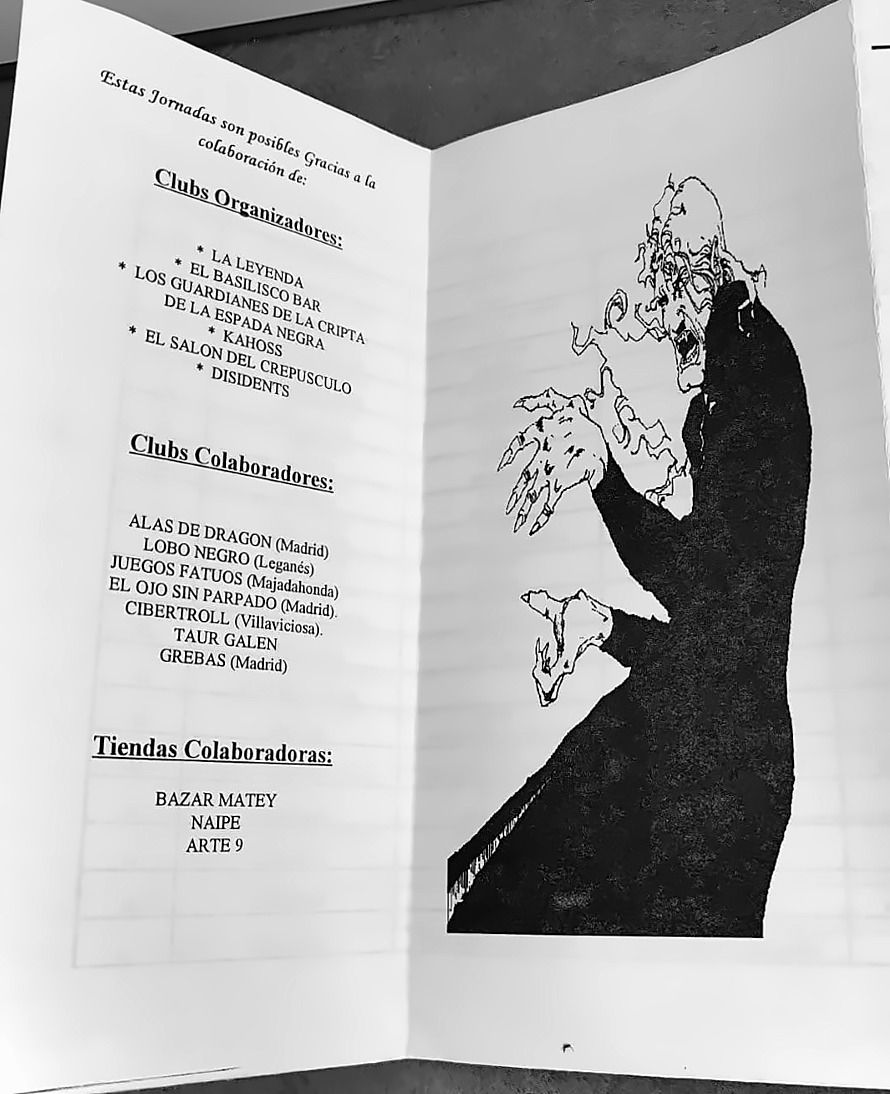 Estas Jornadas son posibles Gracias a la
colaboración de:
Clubs Organizadores:
* LA LEYENDA
* EL BASILISCO BAR
* LOS GUARDIANES DE LA CRIPTA
DE LA ESPADA NEGRA
* KAHOSS
* EL SALON DEL CREPUSCULO
* DISIDENTS
Clubs Colaboradores:
ALAS DE DRAGON (Madrid)
LOBO NEGRO (Leganés)
JUEGOS FATUOS (Majadahonda)
EL OJO SIN PARPADO (Madrid).
CIBERTROLL (Villaviciosa).
TAUR GALEN
GREBAS (Madrid)
Tiendas Colaboradoras:
BAZAR MATEY
NAIPE
ARTE 9